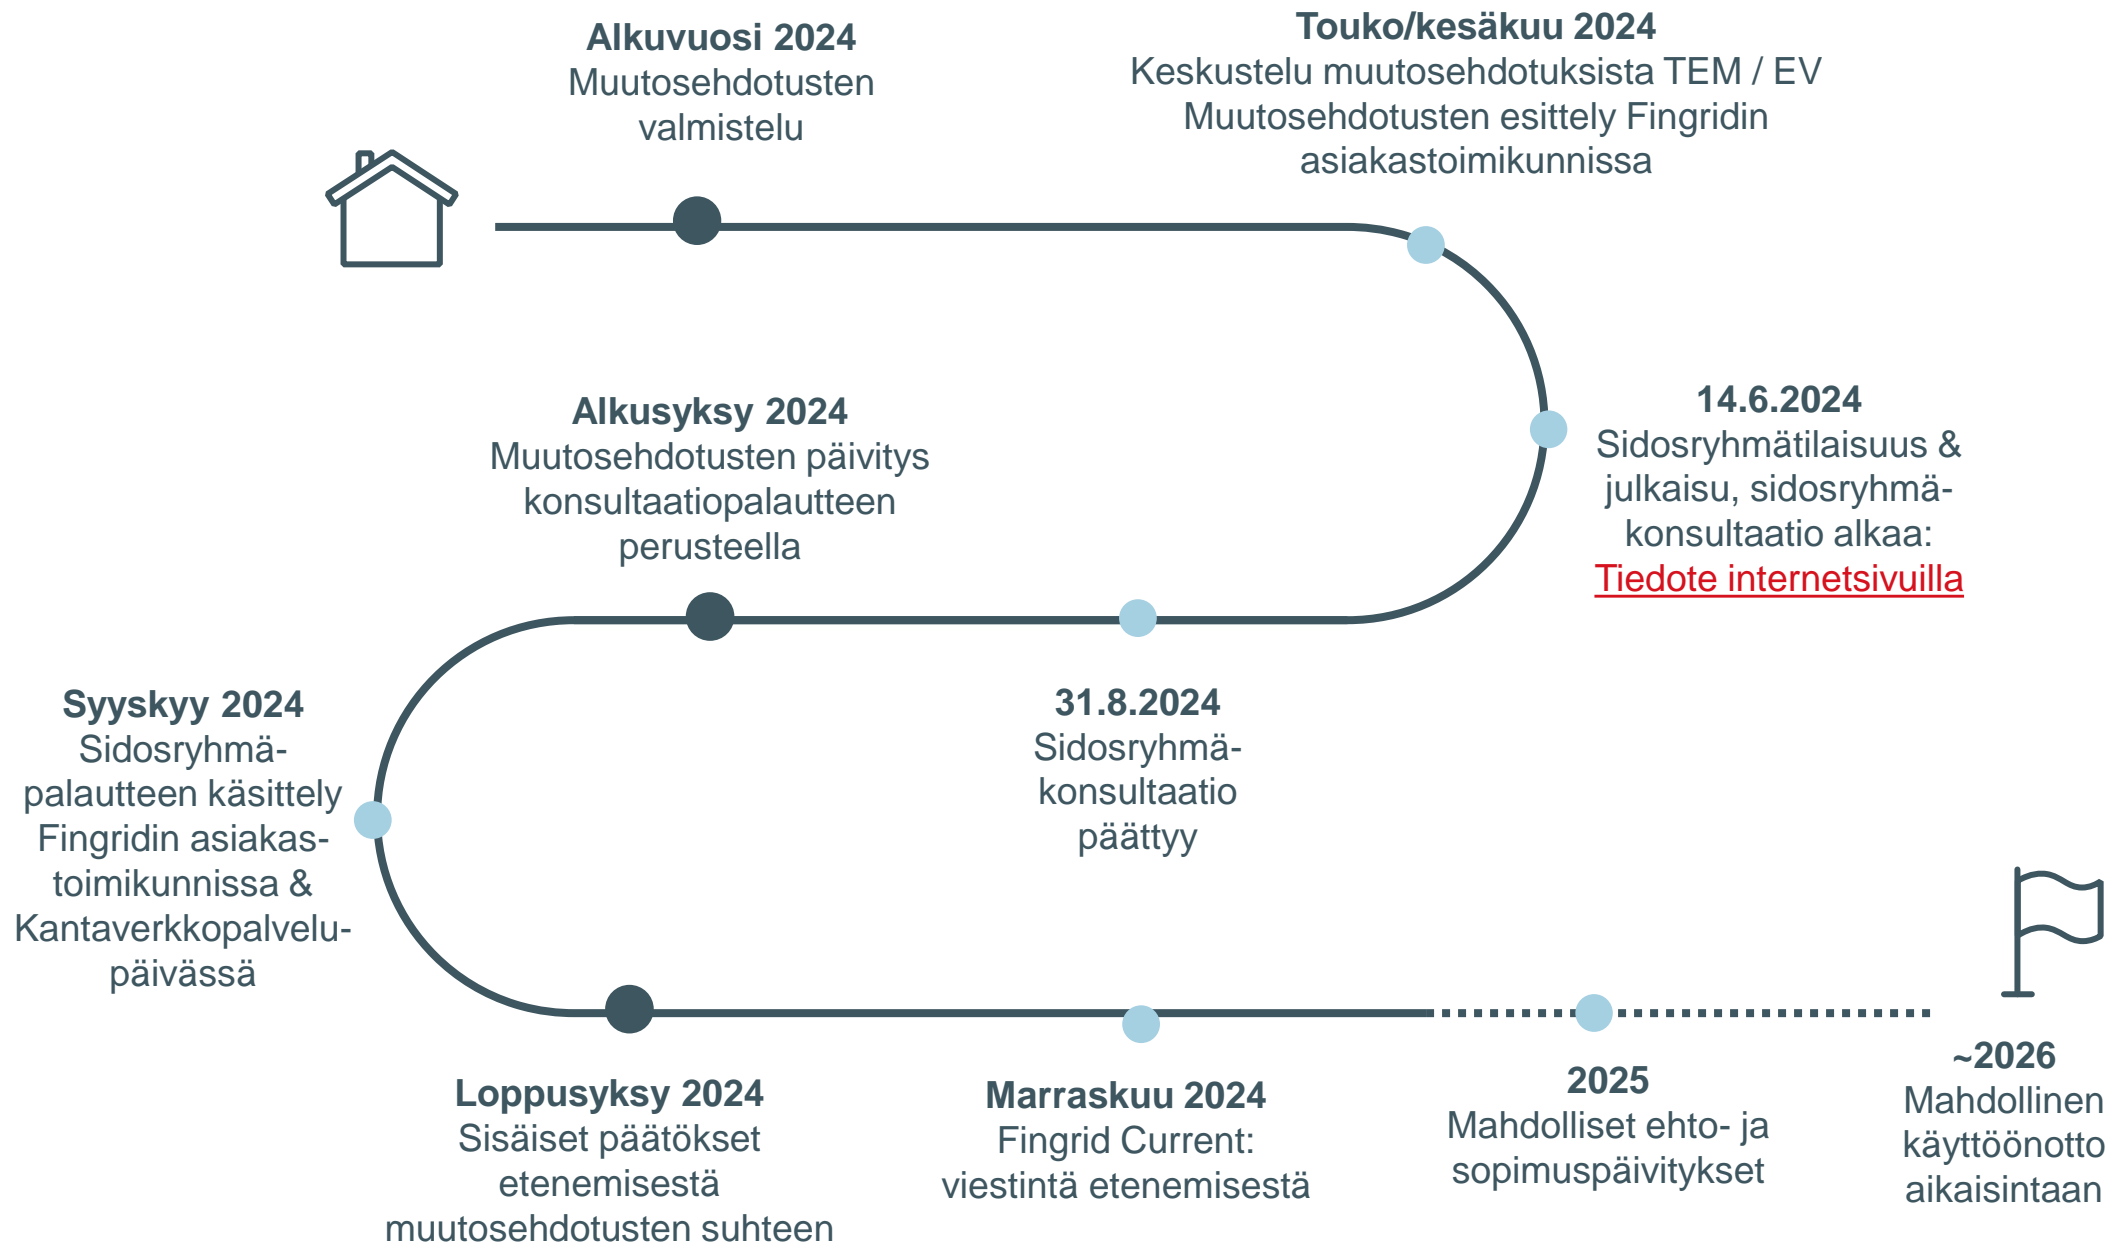 Alkuvuosi 2024
Muutosehdotusten
valmistelu
Touko/kesäkuu 2024
Keskustelu muutosehdotuksista TEM / EV
Muutosehdotusten esittely Fingridin
asiakastoimikunnissa
14.6.2024
Sidosryhmätilaisuus &
julkaisu, sidosryhmä-
konsultaatio alkaa:
Tiedote internetsivuilla
31.8.2024
Sidosryhmä-
konsultaatio
päättyy
Alkusyksy 2024
Muutosehdotusten päivitys
konsultaatiopalautteen
perusteella
Syyskyy 2024
Sidosryhmä-
palautteen käsittely
Fingridin asiakas-
toimikunnissa &
Kantaverkkopalvelu-
päivässä
Loppusyksy 2024
Sisäiset päätökset
etenemisestä
muutosehdotusten suhteen
Marraskuu 2024
Fingrid Current:
viestintä etenemisestä
2025
Mahdolliset ehto- ja
sopimuspäivitykset
~2026
Mahdollinen
käyttöönotto
aikaisintaan